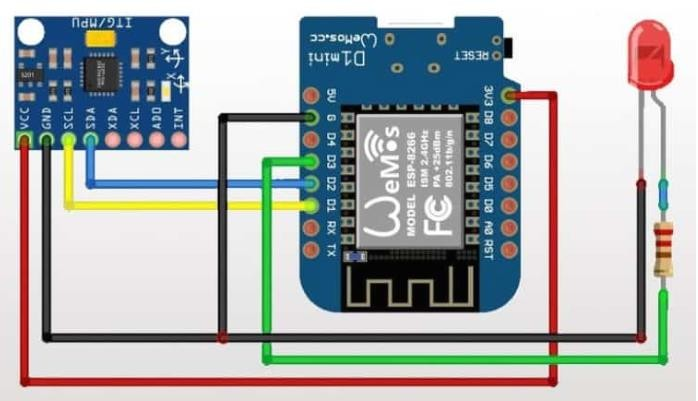 ITG/MPU
5201
Y
X
VCC
GND
SCL
SDA
XDA
XCL
ADO
INT
WeMos.cc
D1mini
RESET
5V
G
D4
D3
D2
D1
RX
TX
3V3
D8
D7
D6
D5
D0
A0
RST
WeMos
MODEL ESP-8266
ISM 2.4GHz
PA +25dBm
802.11b/g/n
FC